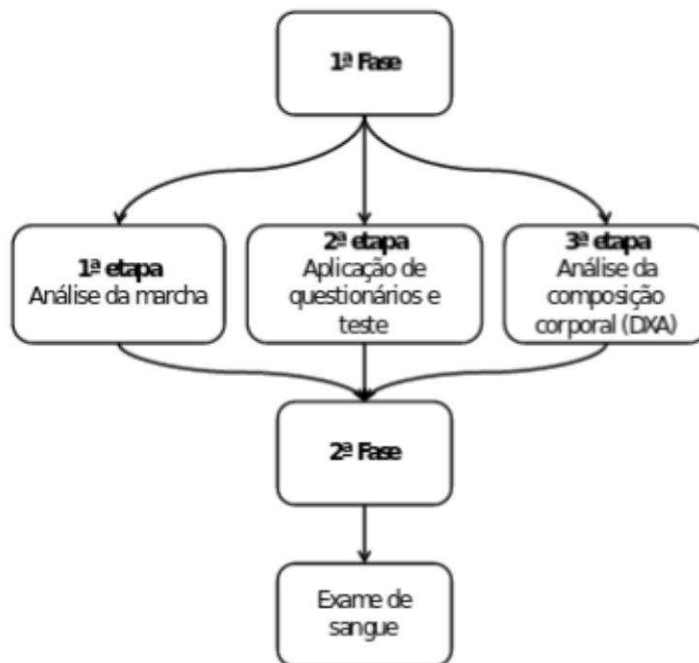 1ª Fase
1ª etapa
Análise da marcha
2ª etapa
Aplicação de
questionários e
teste
3ª etapa
Análise da
composição
corporal (DXA)
2ª Fase
Exame de
sangue